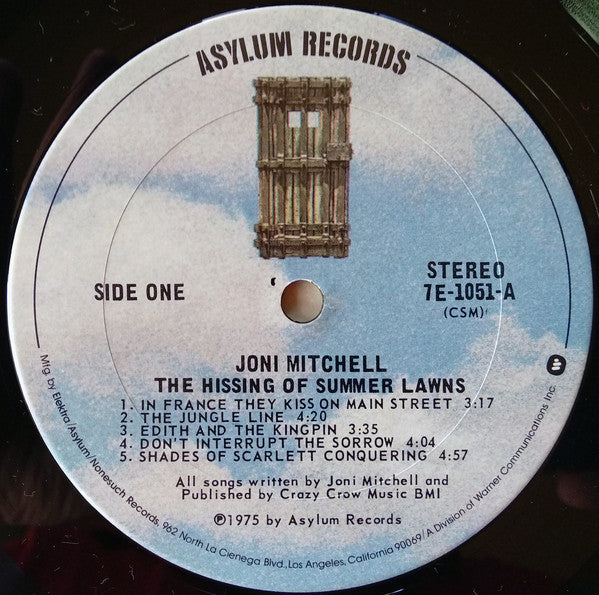 ASYLUM RECORDS
SIDE ONE
STEREO
7E-1051-A
(CSM)
JONI MITCHELL
THE HISSING OF SUMMER LAWNS
1. IN FRANCE THEY KISS ON MAIN STREET 3:17
2. THE JUNGLE LINE 4:20
3. EDITH AND THE KINGPIN 3:35
4. DON'T INTERRUPT THE SORROW 4:04
5. SHADES OF SCARLETT CONQUERING 4:57
All songs written by Joni Mitchell and
Published by Crazy Crow Music BMI
℗1975 by Asylum Records
Mfg. by Elektra/Asylum/Nonesuch Records, 962 North La Cienega Blvd., Los Angeles, California 90069/A Division of Warner Communications Inc.